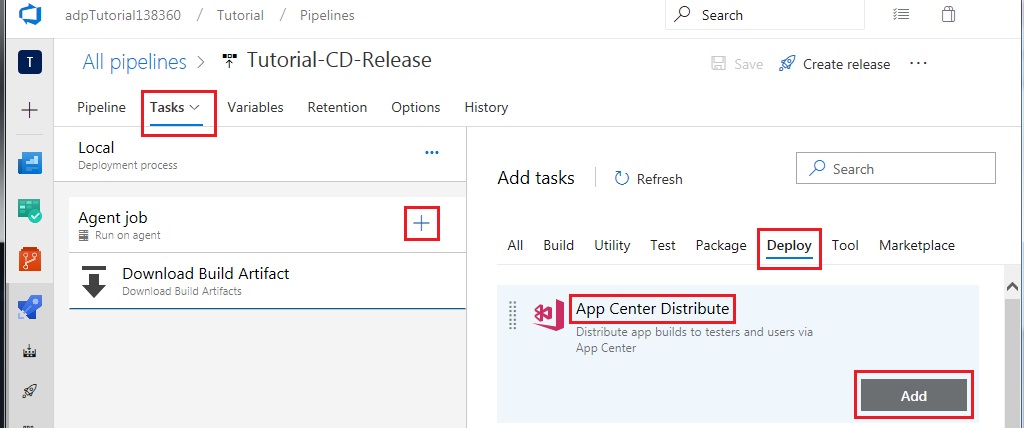 adpTutorial138360 / Tutorial / Pipelines
Search
T
All pipelines > Tutorial-CD-Release
Save Create release ...
Pipeline Tasks Variables Retention Options History
Local
Deployment process
Agent job
Run on agent
Download Build Artifact
Download Build Artifacts
Add tasks Refresh Search
All Build Utility Test Package Deploy Tool Marketplace
App Center Distribute
Distribute app builds to testers and users via
App Center
Add